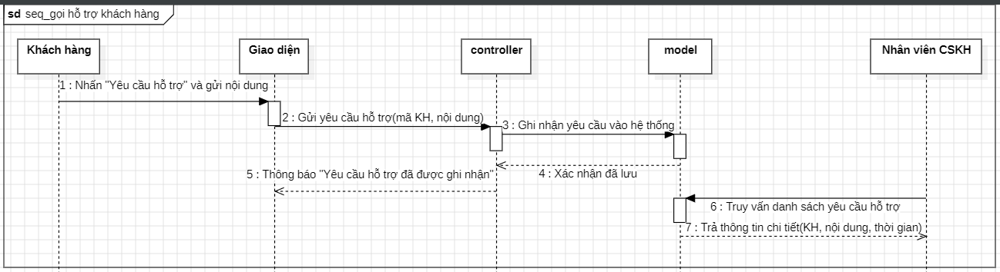 sd seq_gọi hỗ trợ khách hàng
Khách hàng
Giao diện
controller
model
Nhân viên CSKH
1 : Nhấn "Yêu cầu hỗ trợ" và gửi nội dung
2 : Gửi yêu cầu hỗ trợ(mã KH, nội dung)
3 : Ghi nhận yêu cầu vào hệ thống
4 : Xác nhận đã lưu
5 : Thông báo "Yêu cầu hỗ trợ đã được ghi nhận"
6 : Truy vấn danh sách yêu cầu hỗ trợ
7 : Trả thông tin chi tiết(KH, nội dung, thời gian)